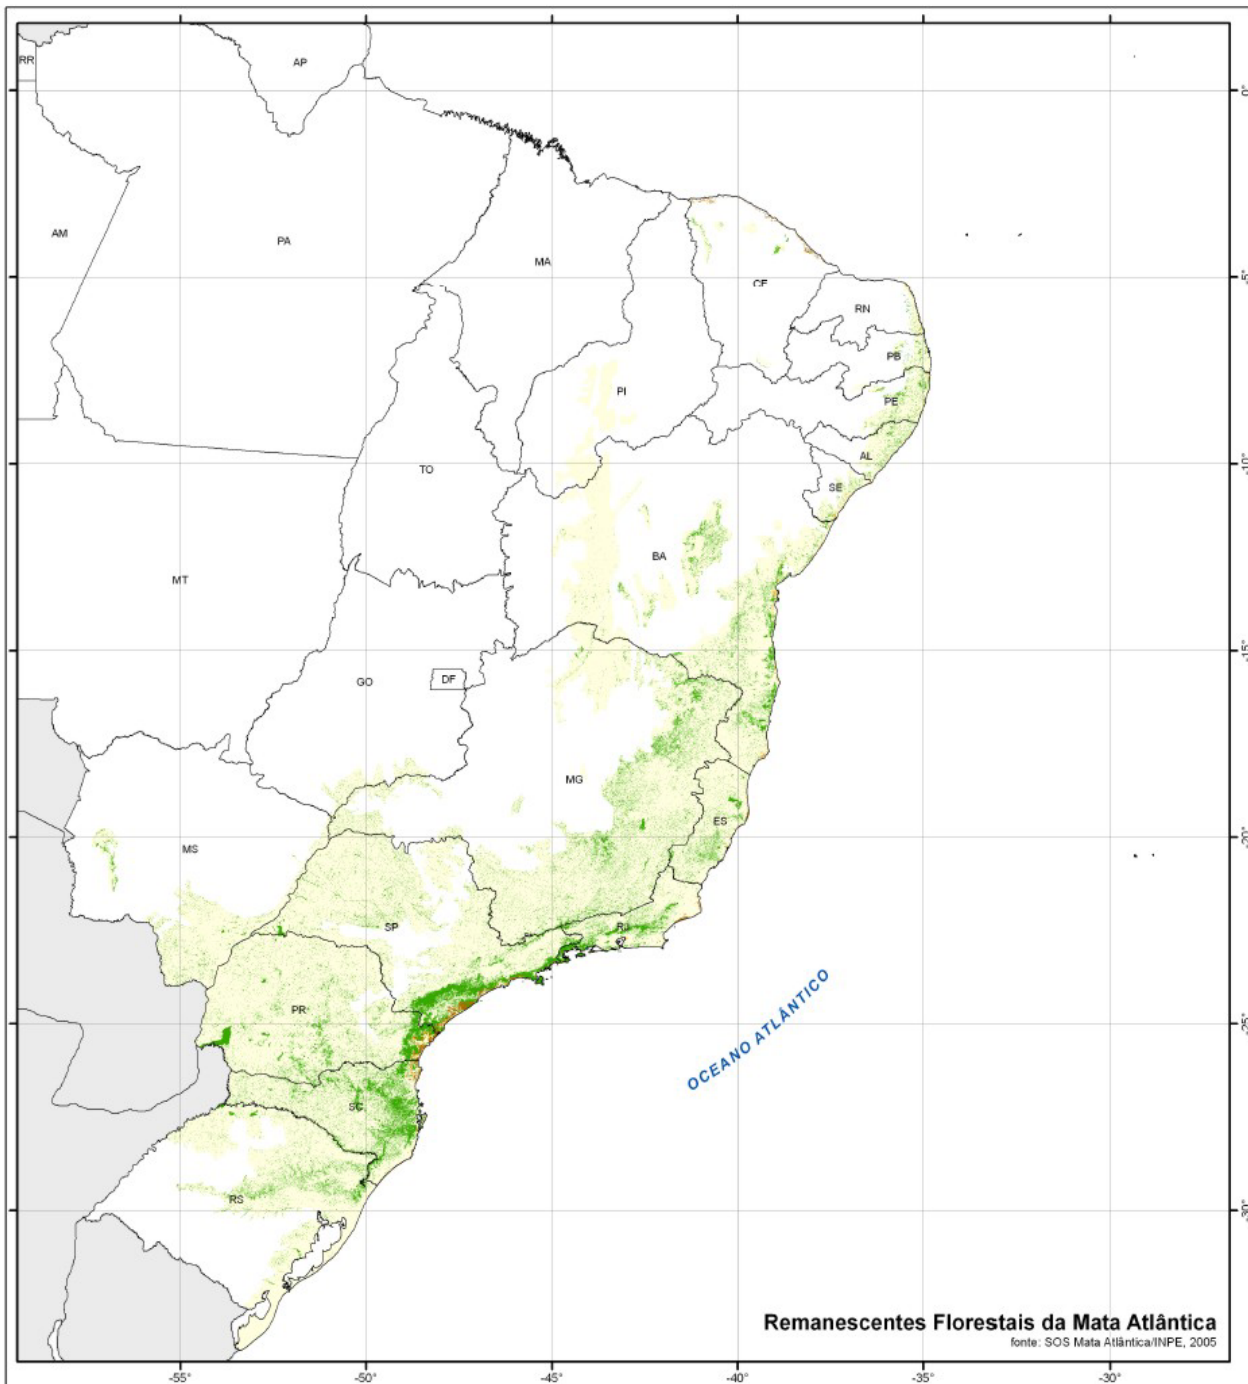 RR
AP
AM
PA
MA
CE
RN
PB
PI
PE
AL
SE
TO
BA
MT
GO
DF
MG
ES
MS
SP
RJ
PR
OCEANO ATLÂNTICO
SC
RS
0°
-5°
-10°
-15°
-20°
-25°
-30°
Remanescentes Florestais da Mata Atlântica
fonte: SOS Mata Atlântica/INPE, 2005
-55°
-50°
-45°
-40°
-35°
-30°